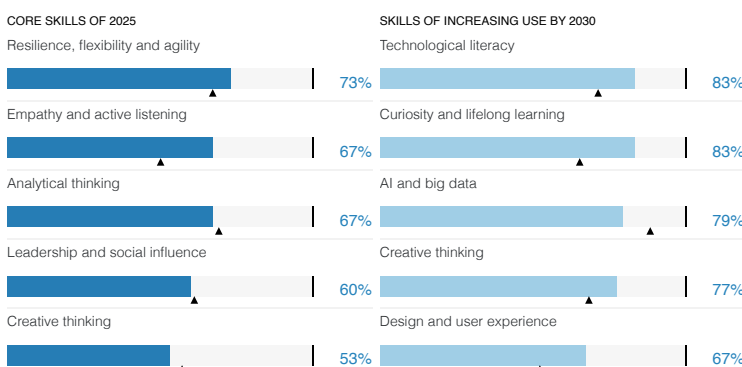 CORE SKILLS OF 2025
Resilience, flexibility and agility
73%
Empathy and active listening
67%
Analytical thinking
67%
Leadership and social influence
60%
Creative thinking
53%
SKILLS OF INCREASING USE BY 2030
Technological literacy
83%
Curiosity and lifelong learning
83%
AI and big data
79%
Creative thinking
77%
Design and user experience
67%